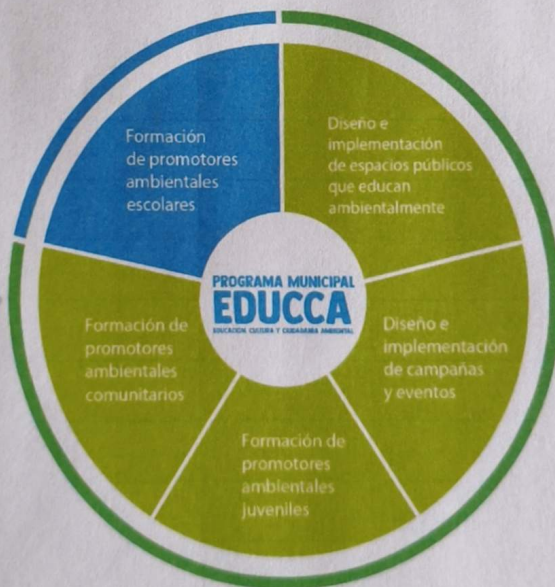 Formación
de promotores
ambientales
escolares
Diseño e
implementación
de espacios públicos
que educan
ambientalmente
PROGRAMA MUNICIPAL
EDUCCA
EDUCACIÓN, CULTURA Y CIUDADANÍA AMBIENTAL
Formación de
promotores
ambientales
comunitarios
Diseño e
implementación
de campañas
y eventos
Formación de
promotores
ambientales
juveniles